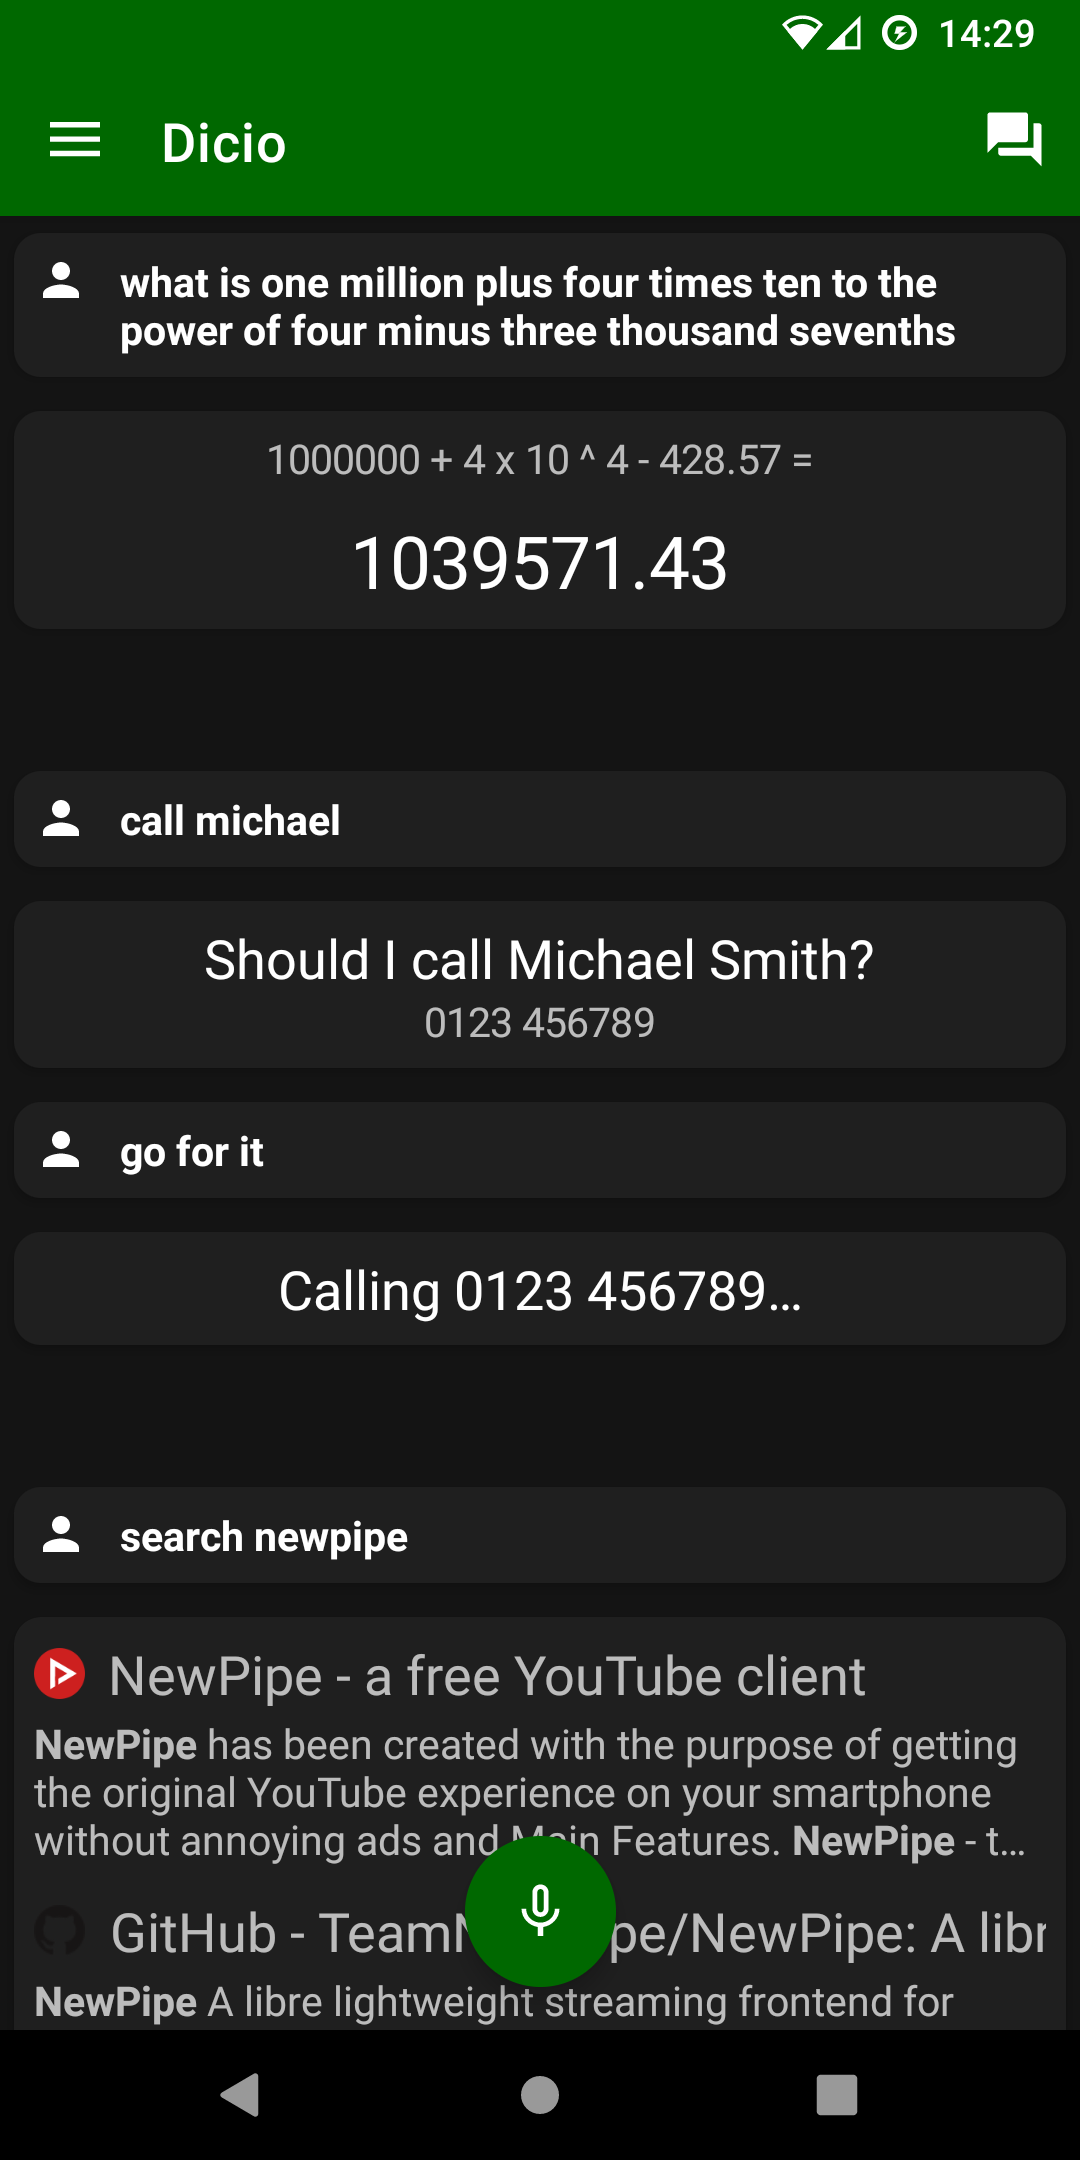 14:29
Dicio
what is one million plus four times ten to the
power of four minus three thousand sevenths
1000000 + 4 x 10 ^ 4 - 428.57 =
1039571.43
call michael
Should I call Michael Smith?
0123 456789
go for it
Calling 0123 456789…
search newpipe
NewPipe - a free YouTube client
NewPipe has been created with the purpose of getting
the original YouTube experience on your smartphone
without annoying ads and Main Features. NewPipe - t…
GitHub - Team pe/NewPipe: A libr
NewPipe A libre lightweight streaming frontend for